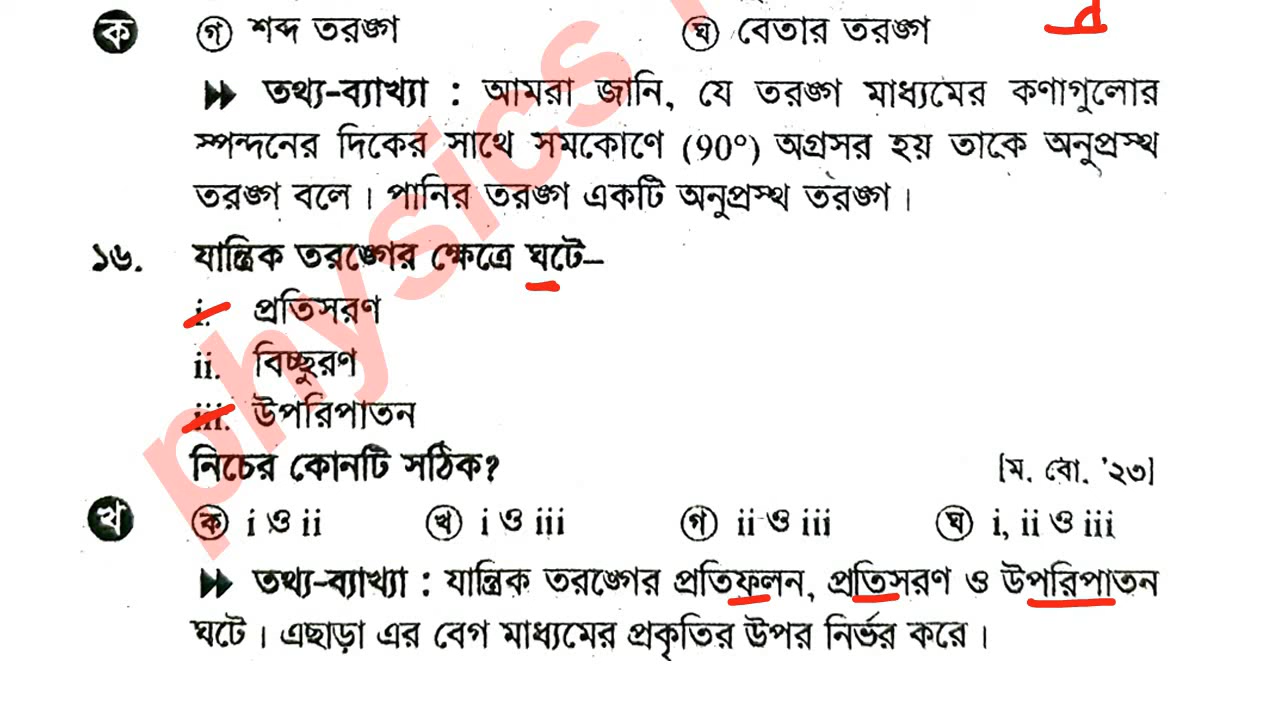 ক গ শব্দ তরঙ্গ ঘ বেতার তরঙ্গ
তথ্য-ব্যাখ্যা : আমরা জানি, যে তরঙ্গ মাধ্যমের কণাগুলোর
স্পন্দনের দিকের সাথে সমকোণে (90°) অগ্রসর হয় তাকে অনুপ্রস্থ
তরঙ্গ বলে। পানির তরঙ্গ একটি অনুপ্রস্থ তরঙ্গ।
১৬. যান্ত্রিক তরঙ্গের ক্ষেত্রে ঘটে–
i. প্রতিসরণ
ii. বিচ্ছুরণ
iii. উপরিপাতন
নিচের কোনটি সঠিক? [ম. বো. '২৩]
খ ক i ও ii খ i ও iii গ ii ও iii ঘ i, ii ও iii
তথ্য-ব্যাখ্যা : যান্ত্রিক তরঙ্গের প্রতিফলন, প্রতিসরণ ও উপরিপাতন
ঘটে। এছাড়া এর বেগ মাধ্যমের প্রকৃতির উপর নির্ভর করে।
physics